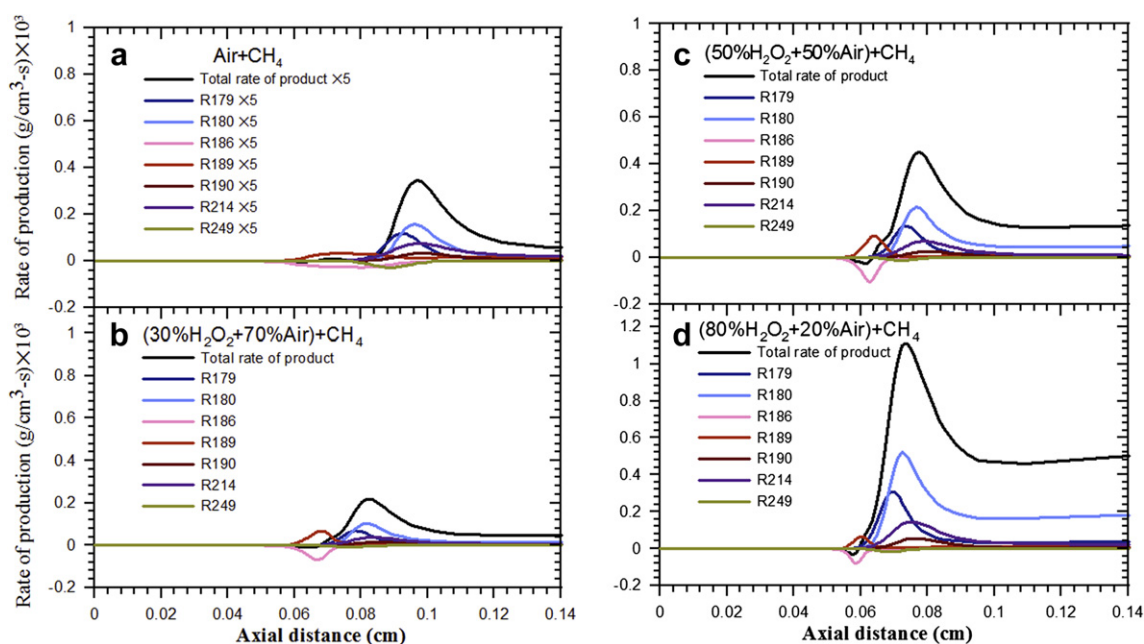 a
Air+CH4
Total rate of product ×5
R179 ×5
R180 ×5
R186 ×5
R189 ×5
R190 ×5
R214 ×5
R249 ×5
Rate of production (g/cm³-s)×10³
1
0.8
0.6
0.4
0.2
0
-0.2
b
(30%H2O2+70%Air)+CH4
Total rate of product
R179
R180
R186
R189
R190
R214
R249
Rate of production (g/cm³-s)×10³
1
0.8
0.6
0.4
0.2
0
-0.2
0 0.02 0.04 0.06 0.08 0.1 0.12 0.14
Axial distance (cm)
c
(50%H2O2+50%Air)+CH4
Total rate of product
R179
R180
R186
R189
R190
R214
R249
1
0.8
0.6
0.4
0.2
0
-0.2
d
(80%H2O2+20%Air)+CH4
Total rate of product
R179
R180
R186
R189
R190
R214
R249
1.2
1
0.8
0.6
0.4
0.2
0
-0.2
0 0.02 0.04 0.06 0.08 0.1 0.12 0.14
Axial distance (cm)